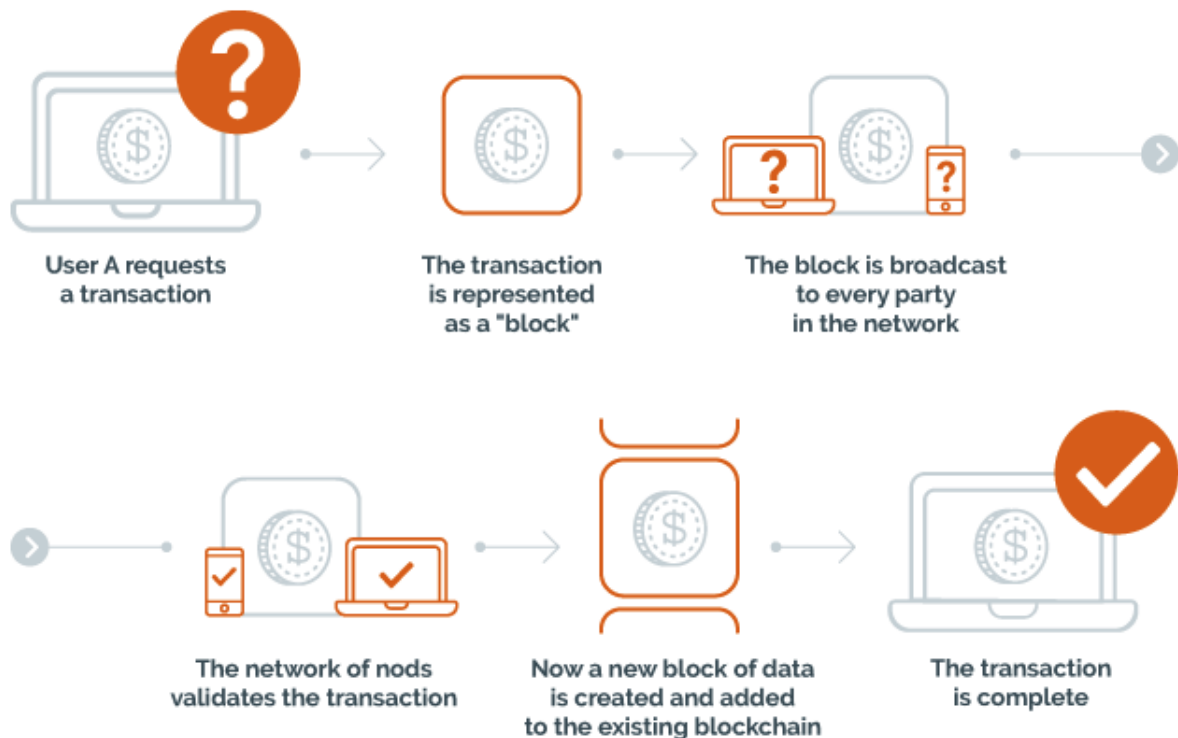 User A requests
a transaction
The transaction
is represented
as a "block"
The block is broadcast
to every party
in the network
The network of nods
validates the transaction
Now a new block of data
is created and added
to the existing blockchain
The transaction
is complete